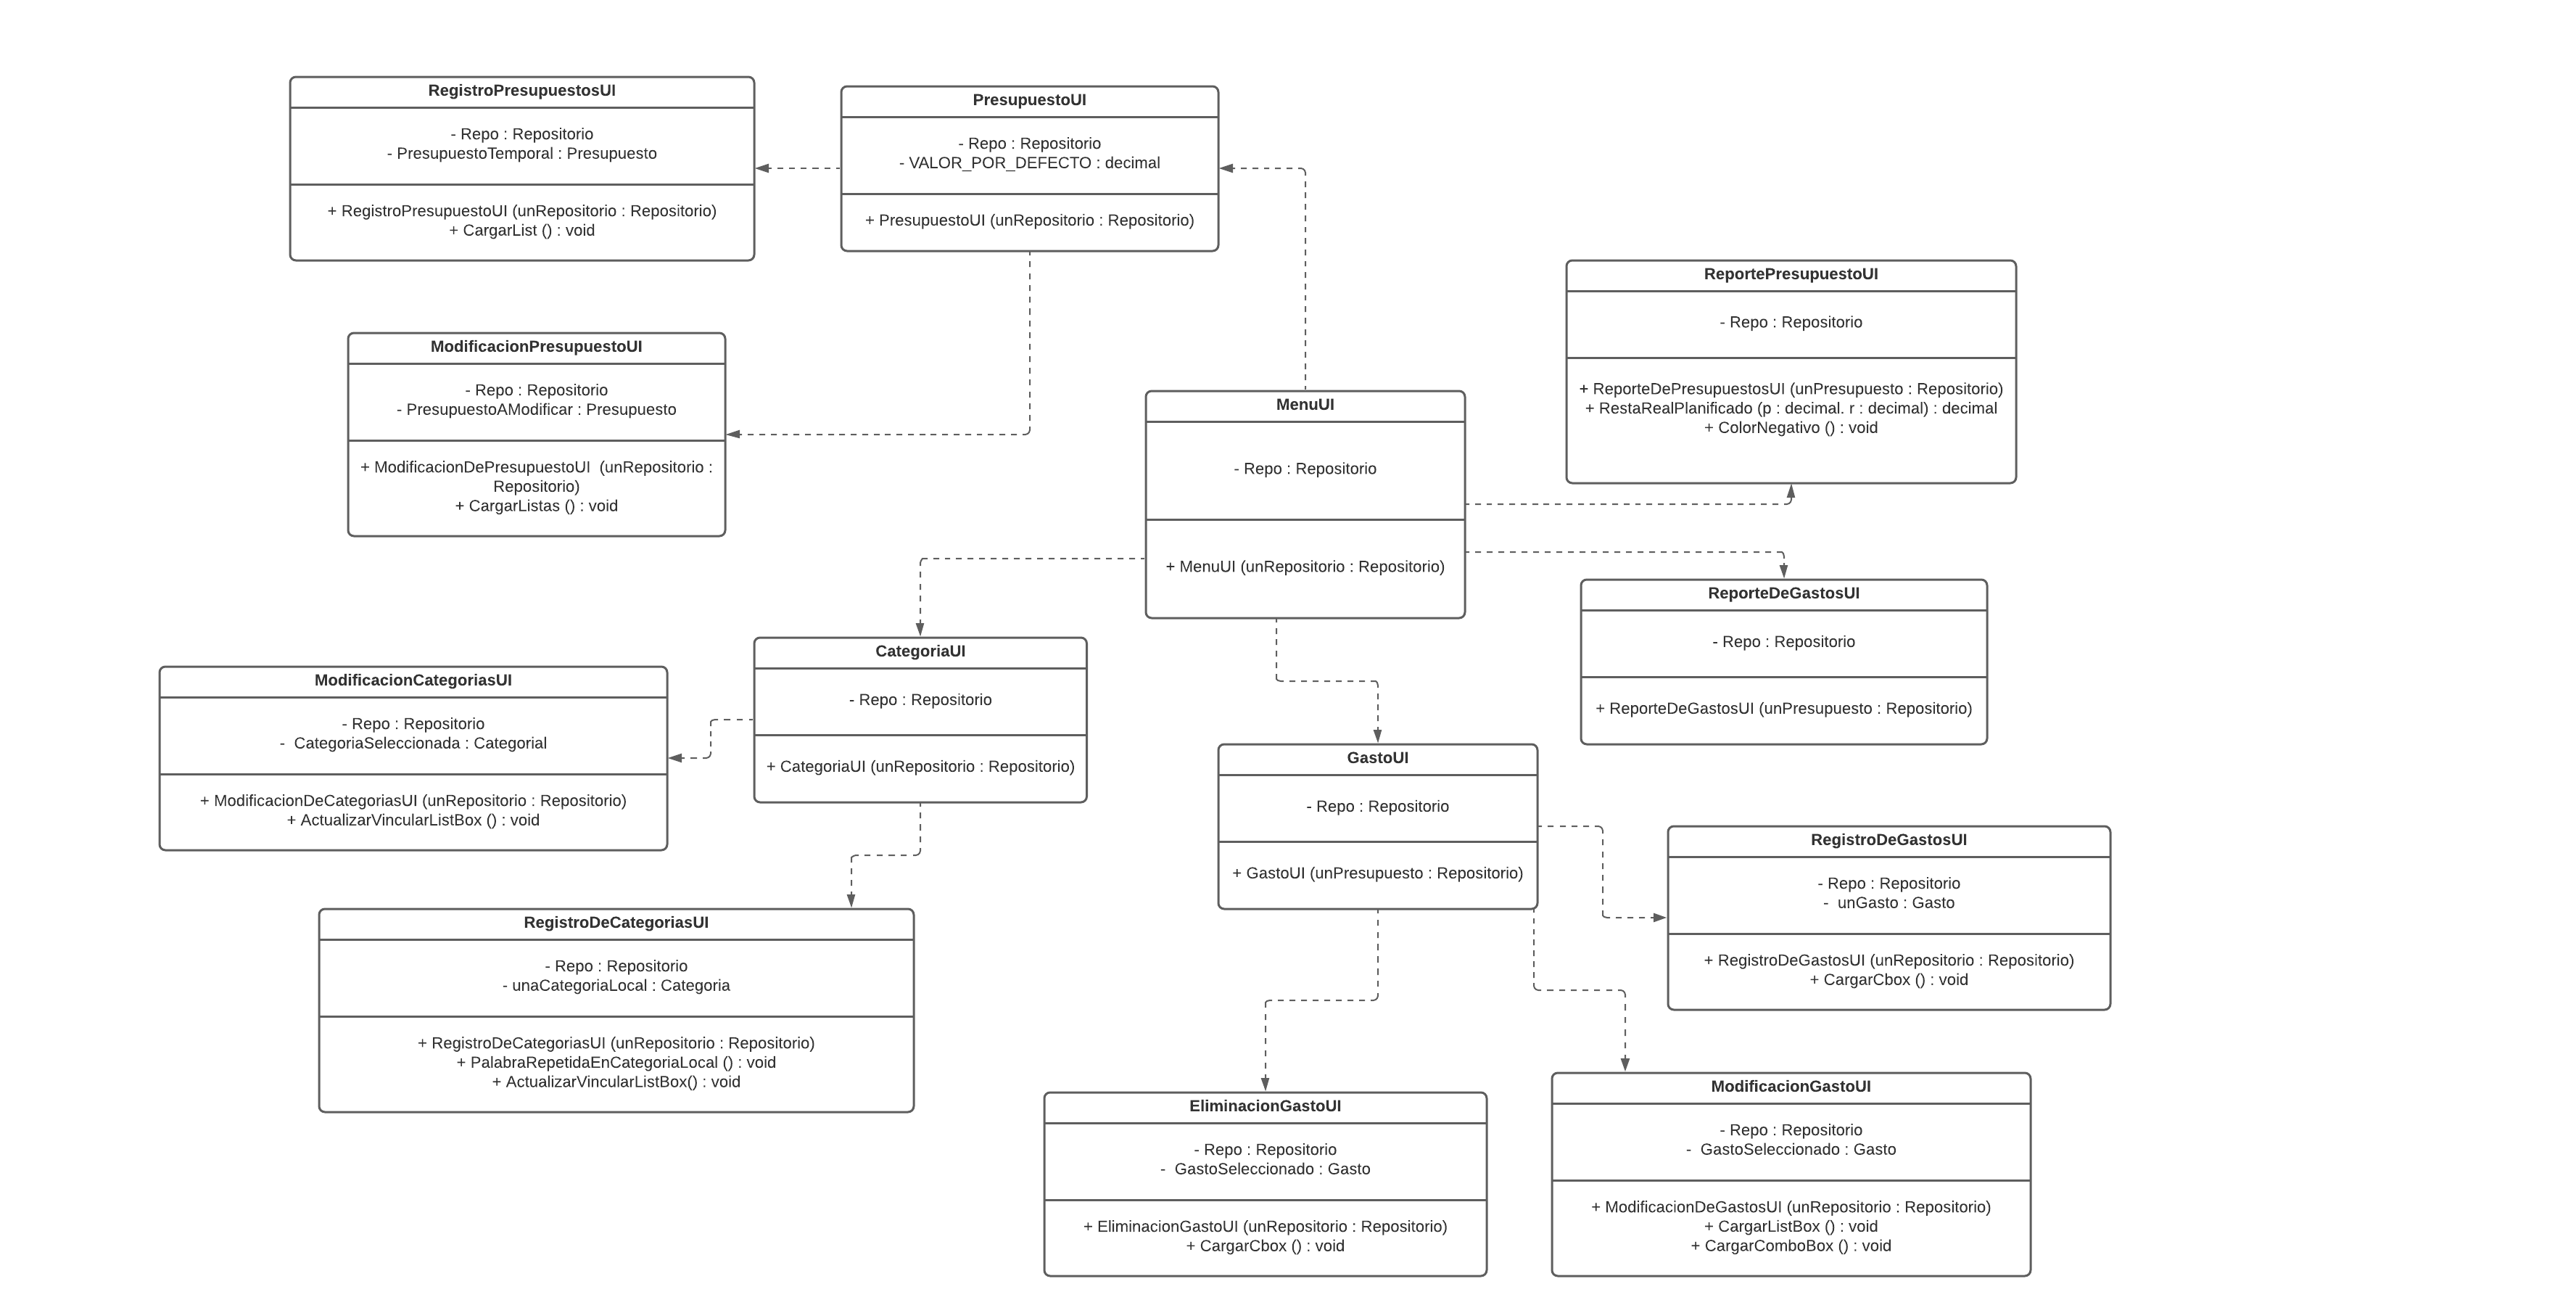 RegistroPresupuestosUI
- Repo : Repositorio
- PresupuestoTemporal : Presupuesto
+ RegistroPresupuestoUI (unRepositorio : Repositorio)
+ CargarList () : void
PresupuestoUI
- Repo : Repositorio
- VALOR_POR_DEFECTO : decimal
+ PresupuestoUI (unRepositorio : Repositorio)
ReportePresupuestoUI
- Repo : Repositorio
+ ReporteDePresupuestosUI (unPresupuesto : Repositorio)
+ RestaRealPlanificado (p : decimal. r : decimal) : decimal
+ ColorNegativo () : void
ModificacionPresupuestoUI
- Repo : Repositorio
- PresupuestoAModificar : Presupuesto
+ ModificacionDePresupuestoUI  (unRepositorio :
Repositorio)
+ CargarListas () : void
MenuUI
- Repo : Repositorio
+ MenuUI (unRepositorio : Repositorio)
ReporteDeGastosUI
- Repo : Repositorio
+ ReporteDeGastosUI (unPresupuesto : Repositorio)
CategoriaUI
- Repo : Repositorio
+ CategoriaUI (unRepositorio : Repositorio)
ModificacionCategoriasUI
- Repo : Repositorio
-  CategoriaSeleccionada : Categorial
+ ModificacionDeCategoriasUI (unRepositorio : Repositorio)
+ ActualizarVincularListBox () : void
GastoUI
- Repo : Repositorio
+ GastoUI (unPresupuesto : Repositorio)
RegistroDeGastosUI
- Repo : Repositorio
-  unGasto : Gasto
+ RegistroDeGastosUI (unRepositorio : Repositorio)
+ CargarCbox () : void
RegistroDeCategoriasUI
- Repo : Repositorio
- unaCategoriaLocal : Categoria
+ RegistroDeCategoriasUI (unRepositorio : Repositorio)
+ PalabraRepetidaEnCategoriaLocal () : void
+ ActualizarVincularListBox() : void
EliminacionGastoUI
- Repo : Repositorio
-  GastoSeleccionado : Gasto
+ EliminacionGastoUI (unRepositorio : Repositorio)
+ CargarCbox () : void
ModificacionGastoUI
- Repo : Repositorio
-  GastoSeleccionado : Gasto
+ ModificacionDeGastosUI (unRepositorio : Repositorio)
+ CargarListBox () : void
+ CargarComboBox () : void